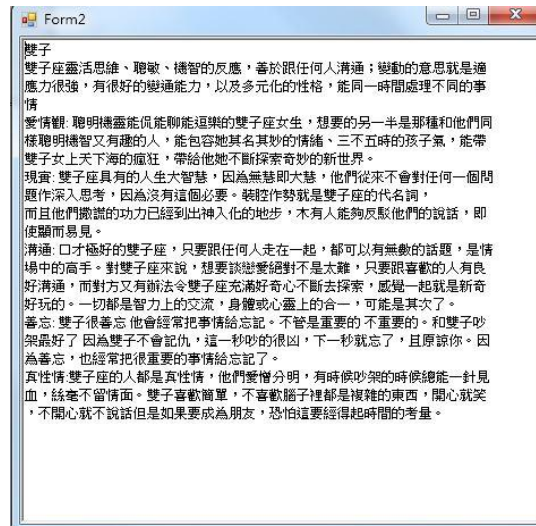 Form2
雙子
雙子座靈活思維、聰敏、機智的反應，善於跟任何人溝通；變動的意思就是適
應力很強，有很好的變通能力，以及多元化的性格，能同一時間處理不同的事
情
愛情觀: 聰明機靈能侃能聊能逗樂的雙子座女生，想要的另一半是那種和他們同
樣聰明機智又有趣的人，能包容她莫名其妙的情緒、三不五時的孩子氣，能帶
雙子女上天下海的瘋狂，帶給他她不斷探索奇妙的新世界。
現實: 雙子座具有的人生大智慧，因為無慧即大慧，他們從來不會對任何一個問
題作深入思考，因為沒有這個必要。裝腔作勢就是雙子座的代名詞，
而且他們撒謊的功力已經到出神入化的地步，木有人能夠反駁他們的說話，即
使顯而易見。
溝通: 口才極好的雙子座，只要跟任何人走在一起，都可以有無數的話題，是情
場中的高手。對雙子座來說，想要談戀愛絕對不是太難，只要跟喜歡的人有良
好溝通，而對方又有辦法令雙子座充滿好奇心不斷去探索，感覺一起就是新奇
好玩的。一切都是智力上的交流，身體或心靈上的合一，可能是其次了。
善忘: 雙子很善忘 他會經常把事情給忘記。不管是重要的 不重要的。和雙子吵
架最好了 因為雙子不會記仇，這一秒吵的很凶，下一秒就忘了，且原諒你。因
為善忘，也經常把很重要的事情給忘記了。
真性情:雙子座的人都是真性情，他們愛憎分明，有時候吵架的時候總能一針見
血，絲毫不留情面。雙子喜歡簡單，不喜歡腦子裡都是複雜的東西，開心就笑
，不開心就不說話但是如果要成為朋友，恐怕這要經得起時間的考量。